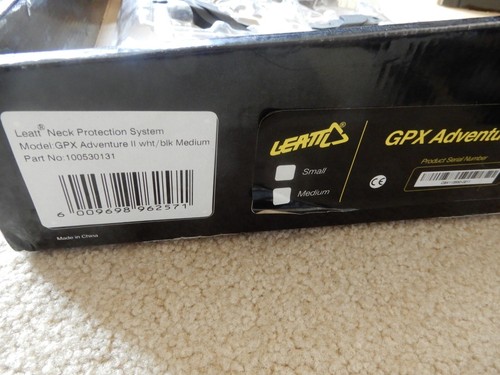 Leatt® Neck Protection System
Model:GPX Adventure II wht/blk Medium
Part No:100530131
6 009698 962571
Made in China
LEATT
Small
Medium
CE
GPX Adventu
Product Serial Number